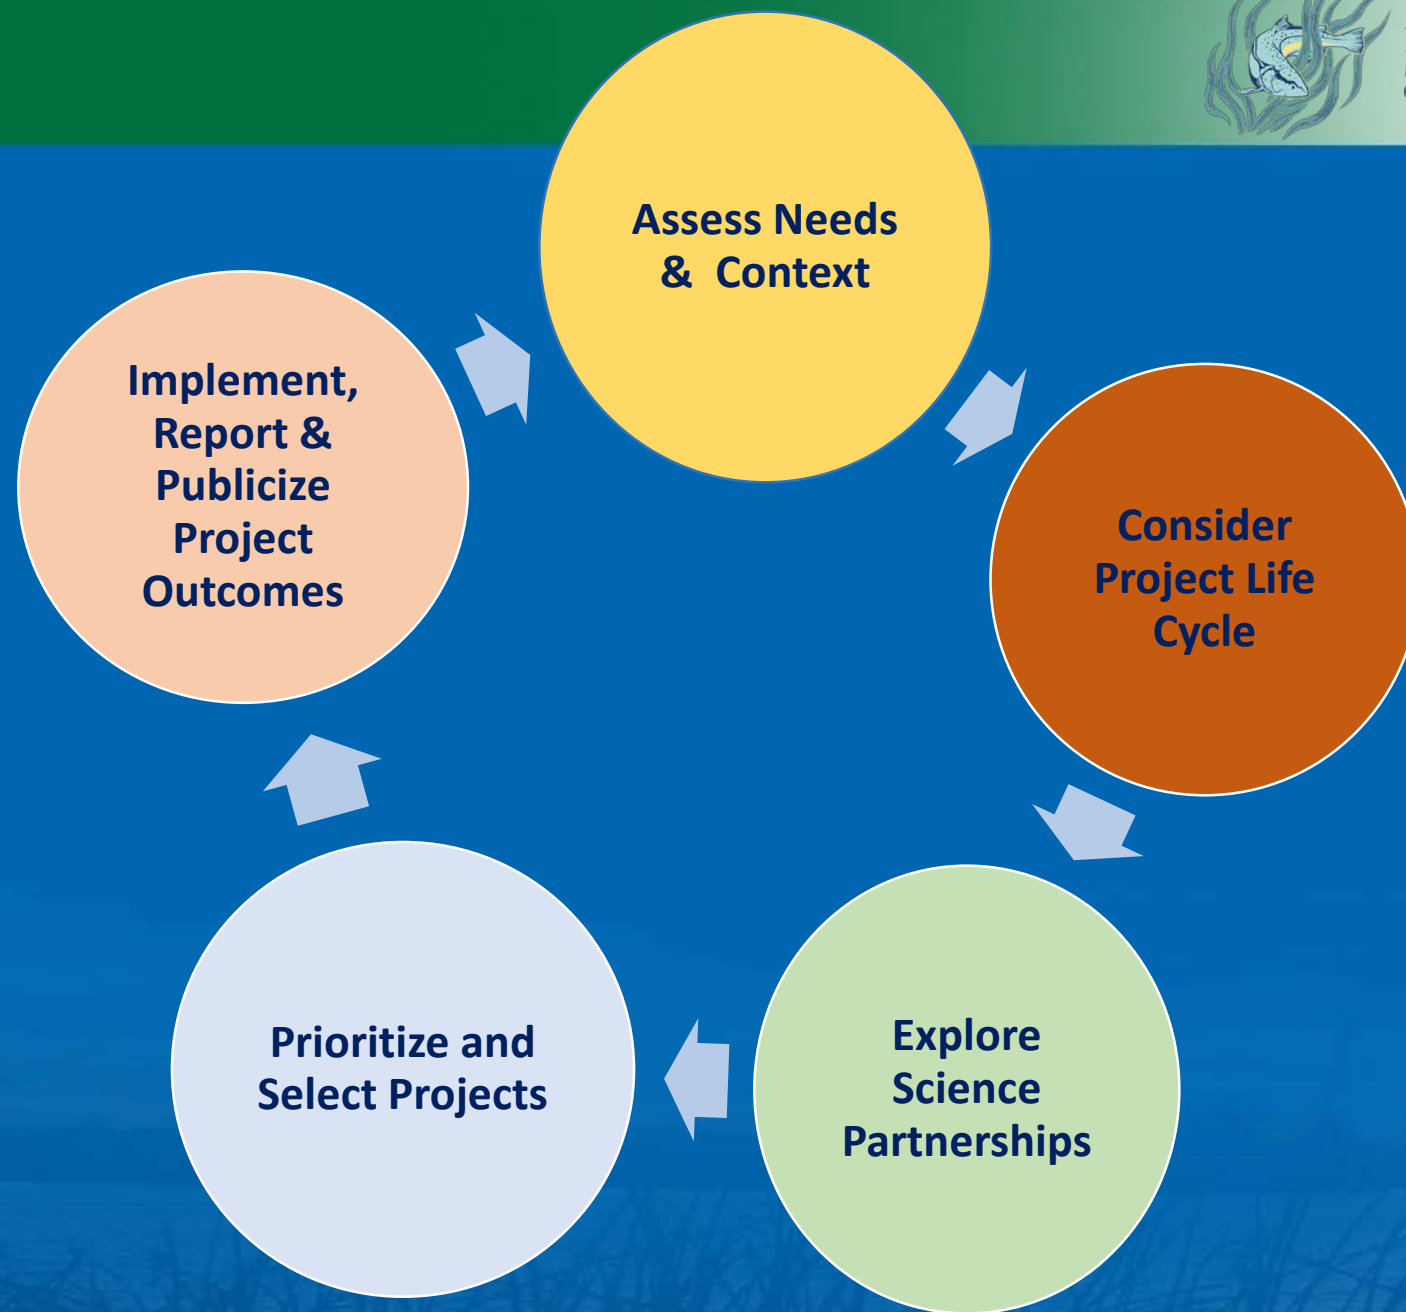 Assess Needs
& Context
Consider
Project Life
Cycle
Explore
Science
Partnerships
Prioritize and
Select Projects
Implement,
Report &
Publicize
Project
Outcomes